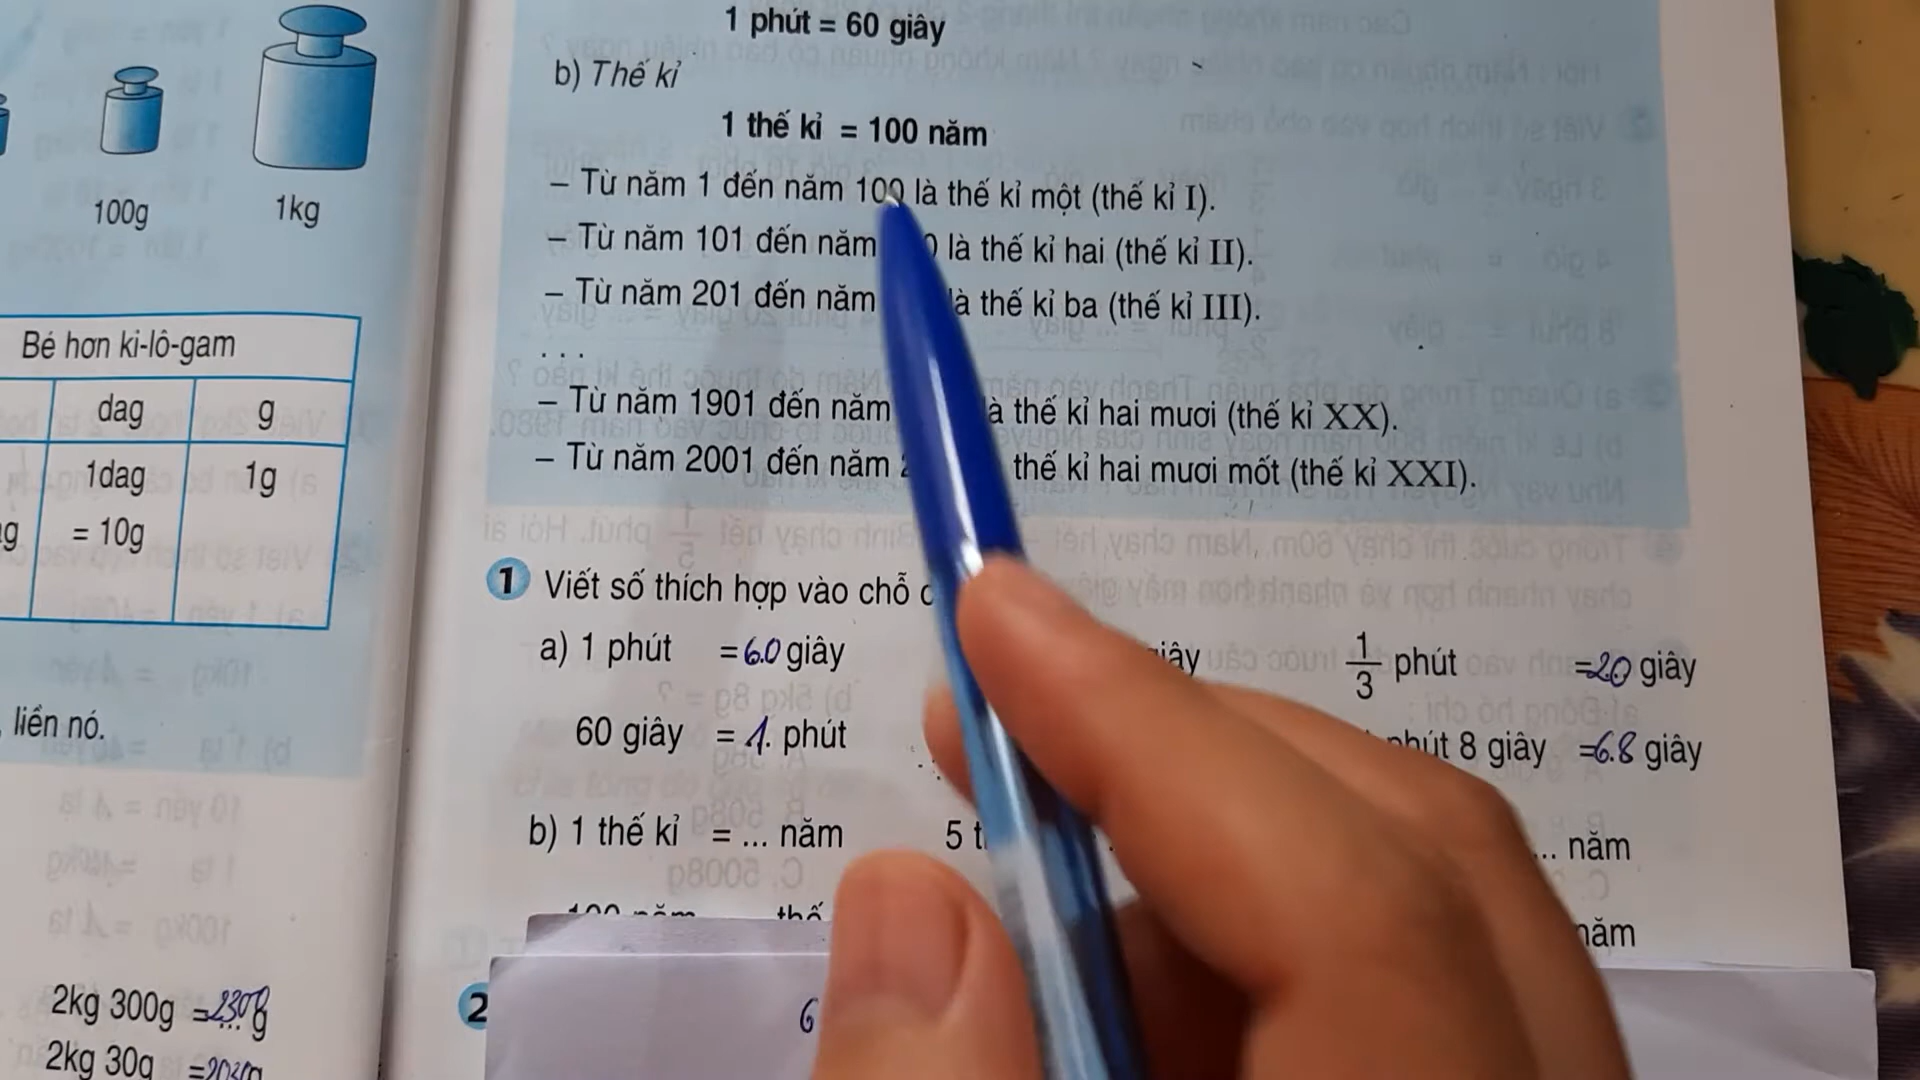 100g
1kg
Bé hơn ki-lô-gam
dag g
1dag 1g
= 10g
liền nó.
2kg 300g = g
2kg 30g =
1 phút = 60 giây
b) Thế kỉ
1 thế kỉ = 100 năm
– Từ năm 1 đến năm 100 là thế kỉ một (thế kỉ I).
– Từ năm 101 đến năm là thế kỉ hai (thế kỉ II).
– Từ năm 201 đến năm là thế kỉ ba (thế kỉ III).
. . .
– Từ năm 1901 đến năm là thế kỉ hai mươi (thế kỉ XX).
– Từ năm 2001 đến năm thế kỉ hai mươi mốt (thế kỉ XXI).
1 Viết số thích hợp vào chỗ
a) 1 phút = 60 giây giây 1/3 phút = 20 giây
60 giây = 1 phút phút 8 giây = 68 giây
b) 1 thế kỉ = ... năm 5 ... năm
năm
2
6